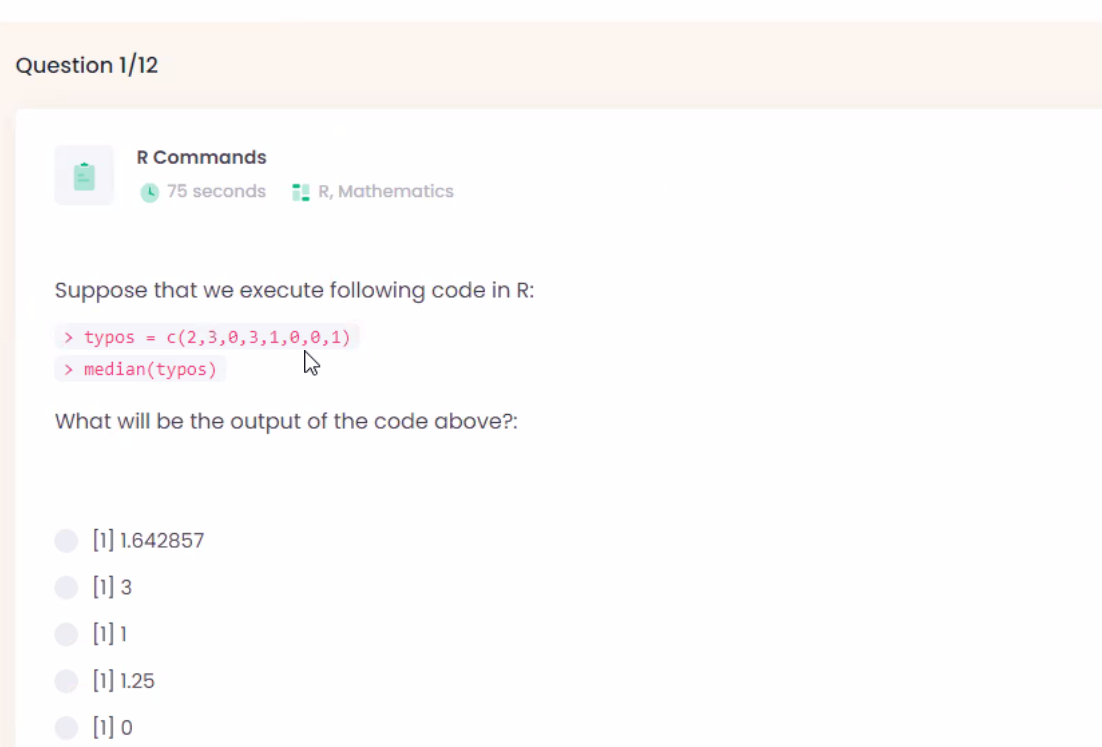 Question 1/12
R Commands
75 seconds R, Mathematics
Suppose that we execute following code in R:
> typos = c(2,3,0,3,1,0,0,1)
> median(typos)
What will be the output of the code above?:
[1] 1.642857
[1] 3
[1] 1
[1] 1.25
[1] 0